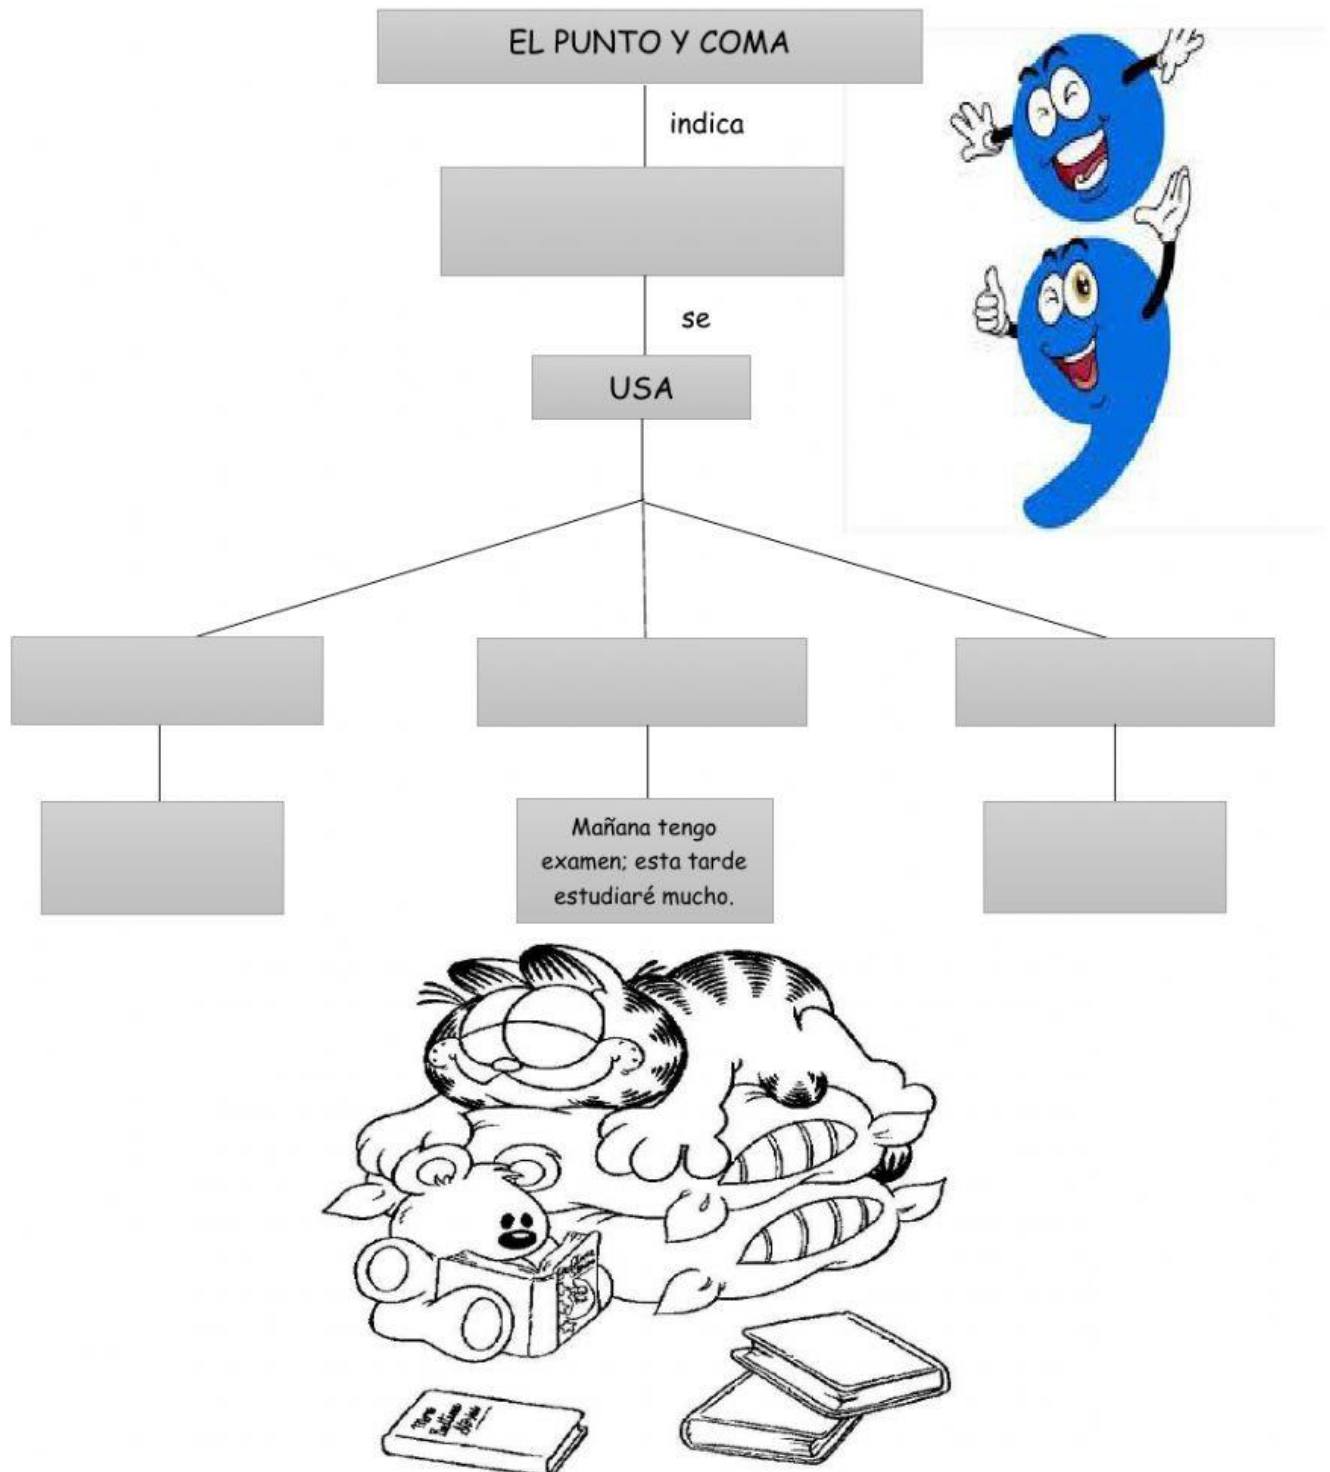 EL PUNTO Y COMA
indica
se
USA
Mañana tengo
examen; esta tarde
estudiaré mucho.